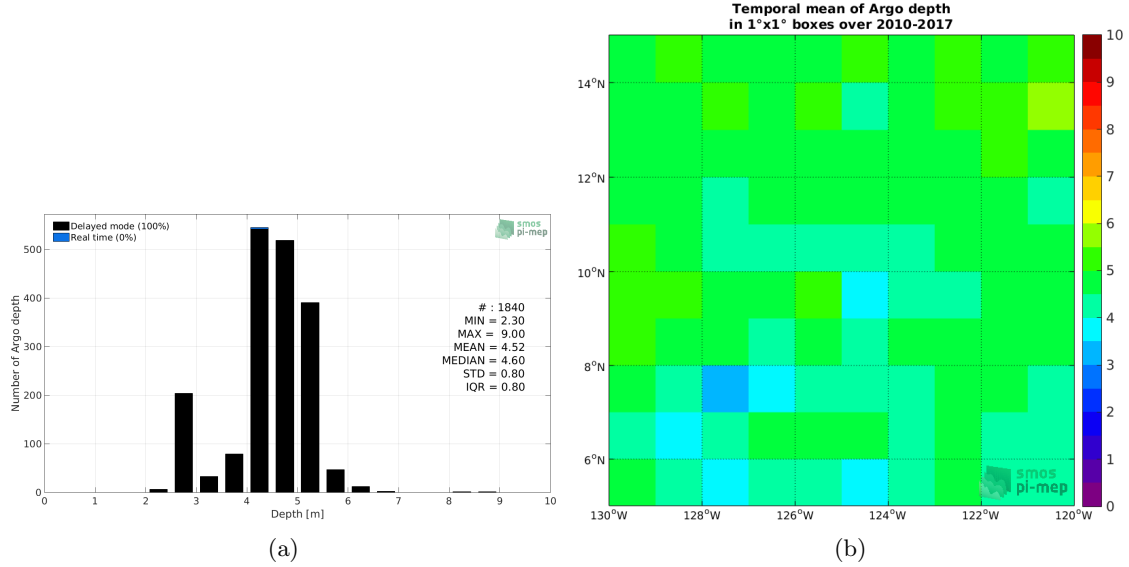 Delayed mode (100%)
Real time (0%)
smos
pi-mep
Number of Argo depth
500
400
300
200
100
0
# : 1840
MIN = 2.30
MAX = 9.00
MEAN = 4.52
MEDIAN = 4.60
STD = 0.80
IQR = 0.80
0 1 2 3 4 5 6 7 8 9 10
Depth [m]
(a)
Temporal mean of Argo depth
in 1°x1° boxes over 2010-2017
14°N
12°N
10°N
8°N
6°N
130°W 128°W 126°W 124°W 122°W 120°W
smos
pi-mep
10
9
8
7
6
5
4
3
2
1
0
(b)